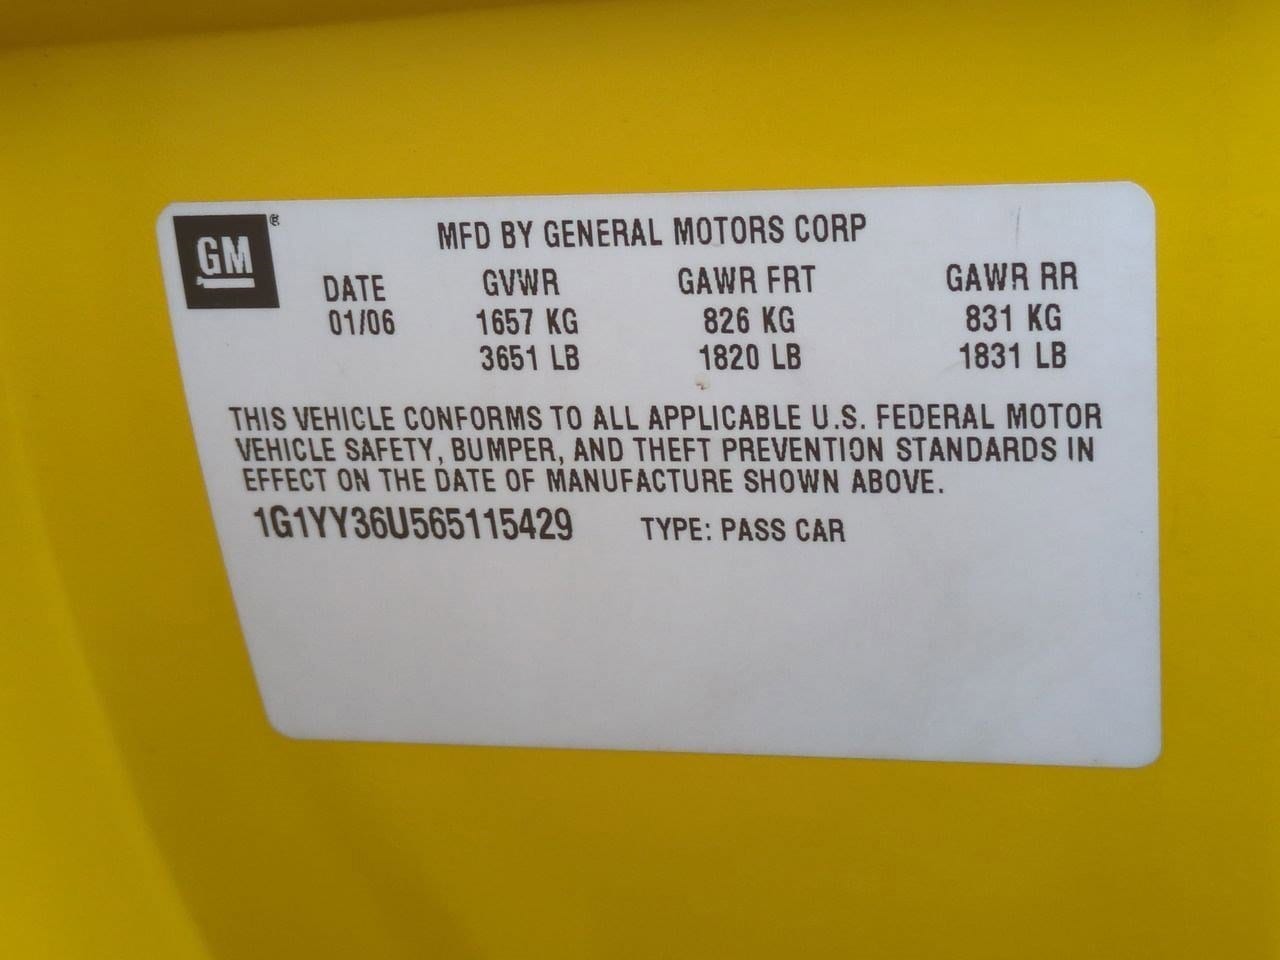 GM®
MFD BY GENERAL MOTORS CORP
DATE GVWR GAWR FRT GAWR RR
01/06 1657 KG 826 KG 831 KG
3651 LB 1820 LB 1831 LB
THIS VEHICLE CONFORMS TO ALL APPLICABLE U.S. FEDERAL MOTOR
VEHICLE SAFETY, BUMPER, AND THEFT PREVENTION STANDARDS IN
EFFECT ON THE DATE OF MANUFACTURE SHOWN ABOVE.
1G1YY36U565115429 TYPE: PASS CAR